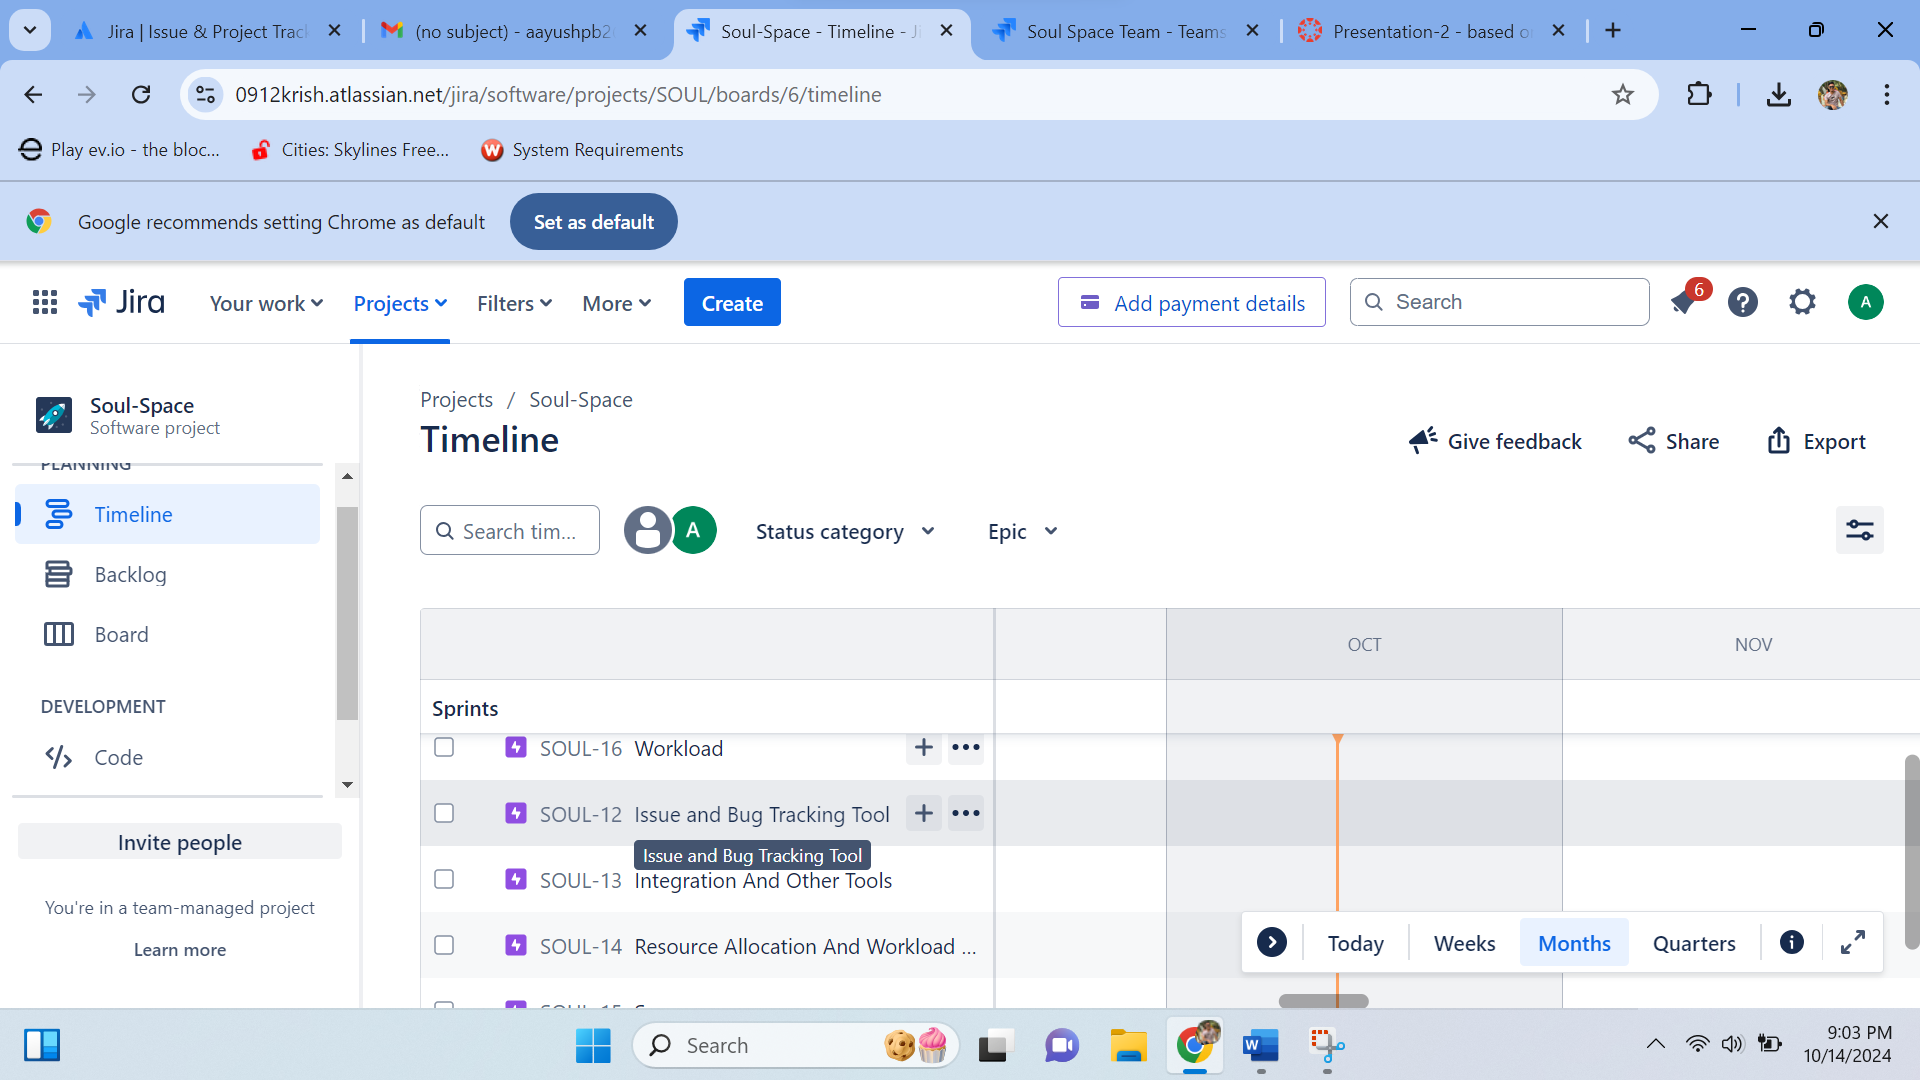 Jira | Issue & Project Track
(no subject) - aayushpb2
Soul-Space - Timeline - Ji
Soul Space Team - Teams
Presentation-2 - based o
0912krish.atlassian.net/jira/software/projects/SOUL/boards/6/timeline
Play ev.io - the bloc...
Cities: Skylines Free...
System Requirements
Google recommends setting Chrome as default
Set as default
Jira
Your work
Projects
Filters
More
Create
Add payment details
Search
6
A
Soul-Space
Software project
PLANNING
Timeline
Backlog
Board
DEVELOPMENT
Code
Invite people
You're in a team-managed project
Learn more
Projects / Soul-Space
Timeline
Give feedback
Share
Export
Search tim...
A
Status category
Epic
OCT
NOV
Sprints
SOUL-16 Workload
SOUL-12 Issue and Bug Tracking Tool
Issue and Bug Tracking Tool
SOUL-13 Integration And Other Tools
SOUL-14 Resource Allocation And Workload ...
Today
Weeks
Months
Quarters
Search
9:03 PM
10/14/2024